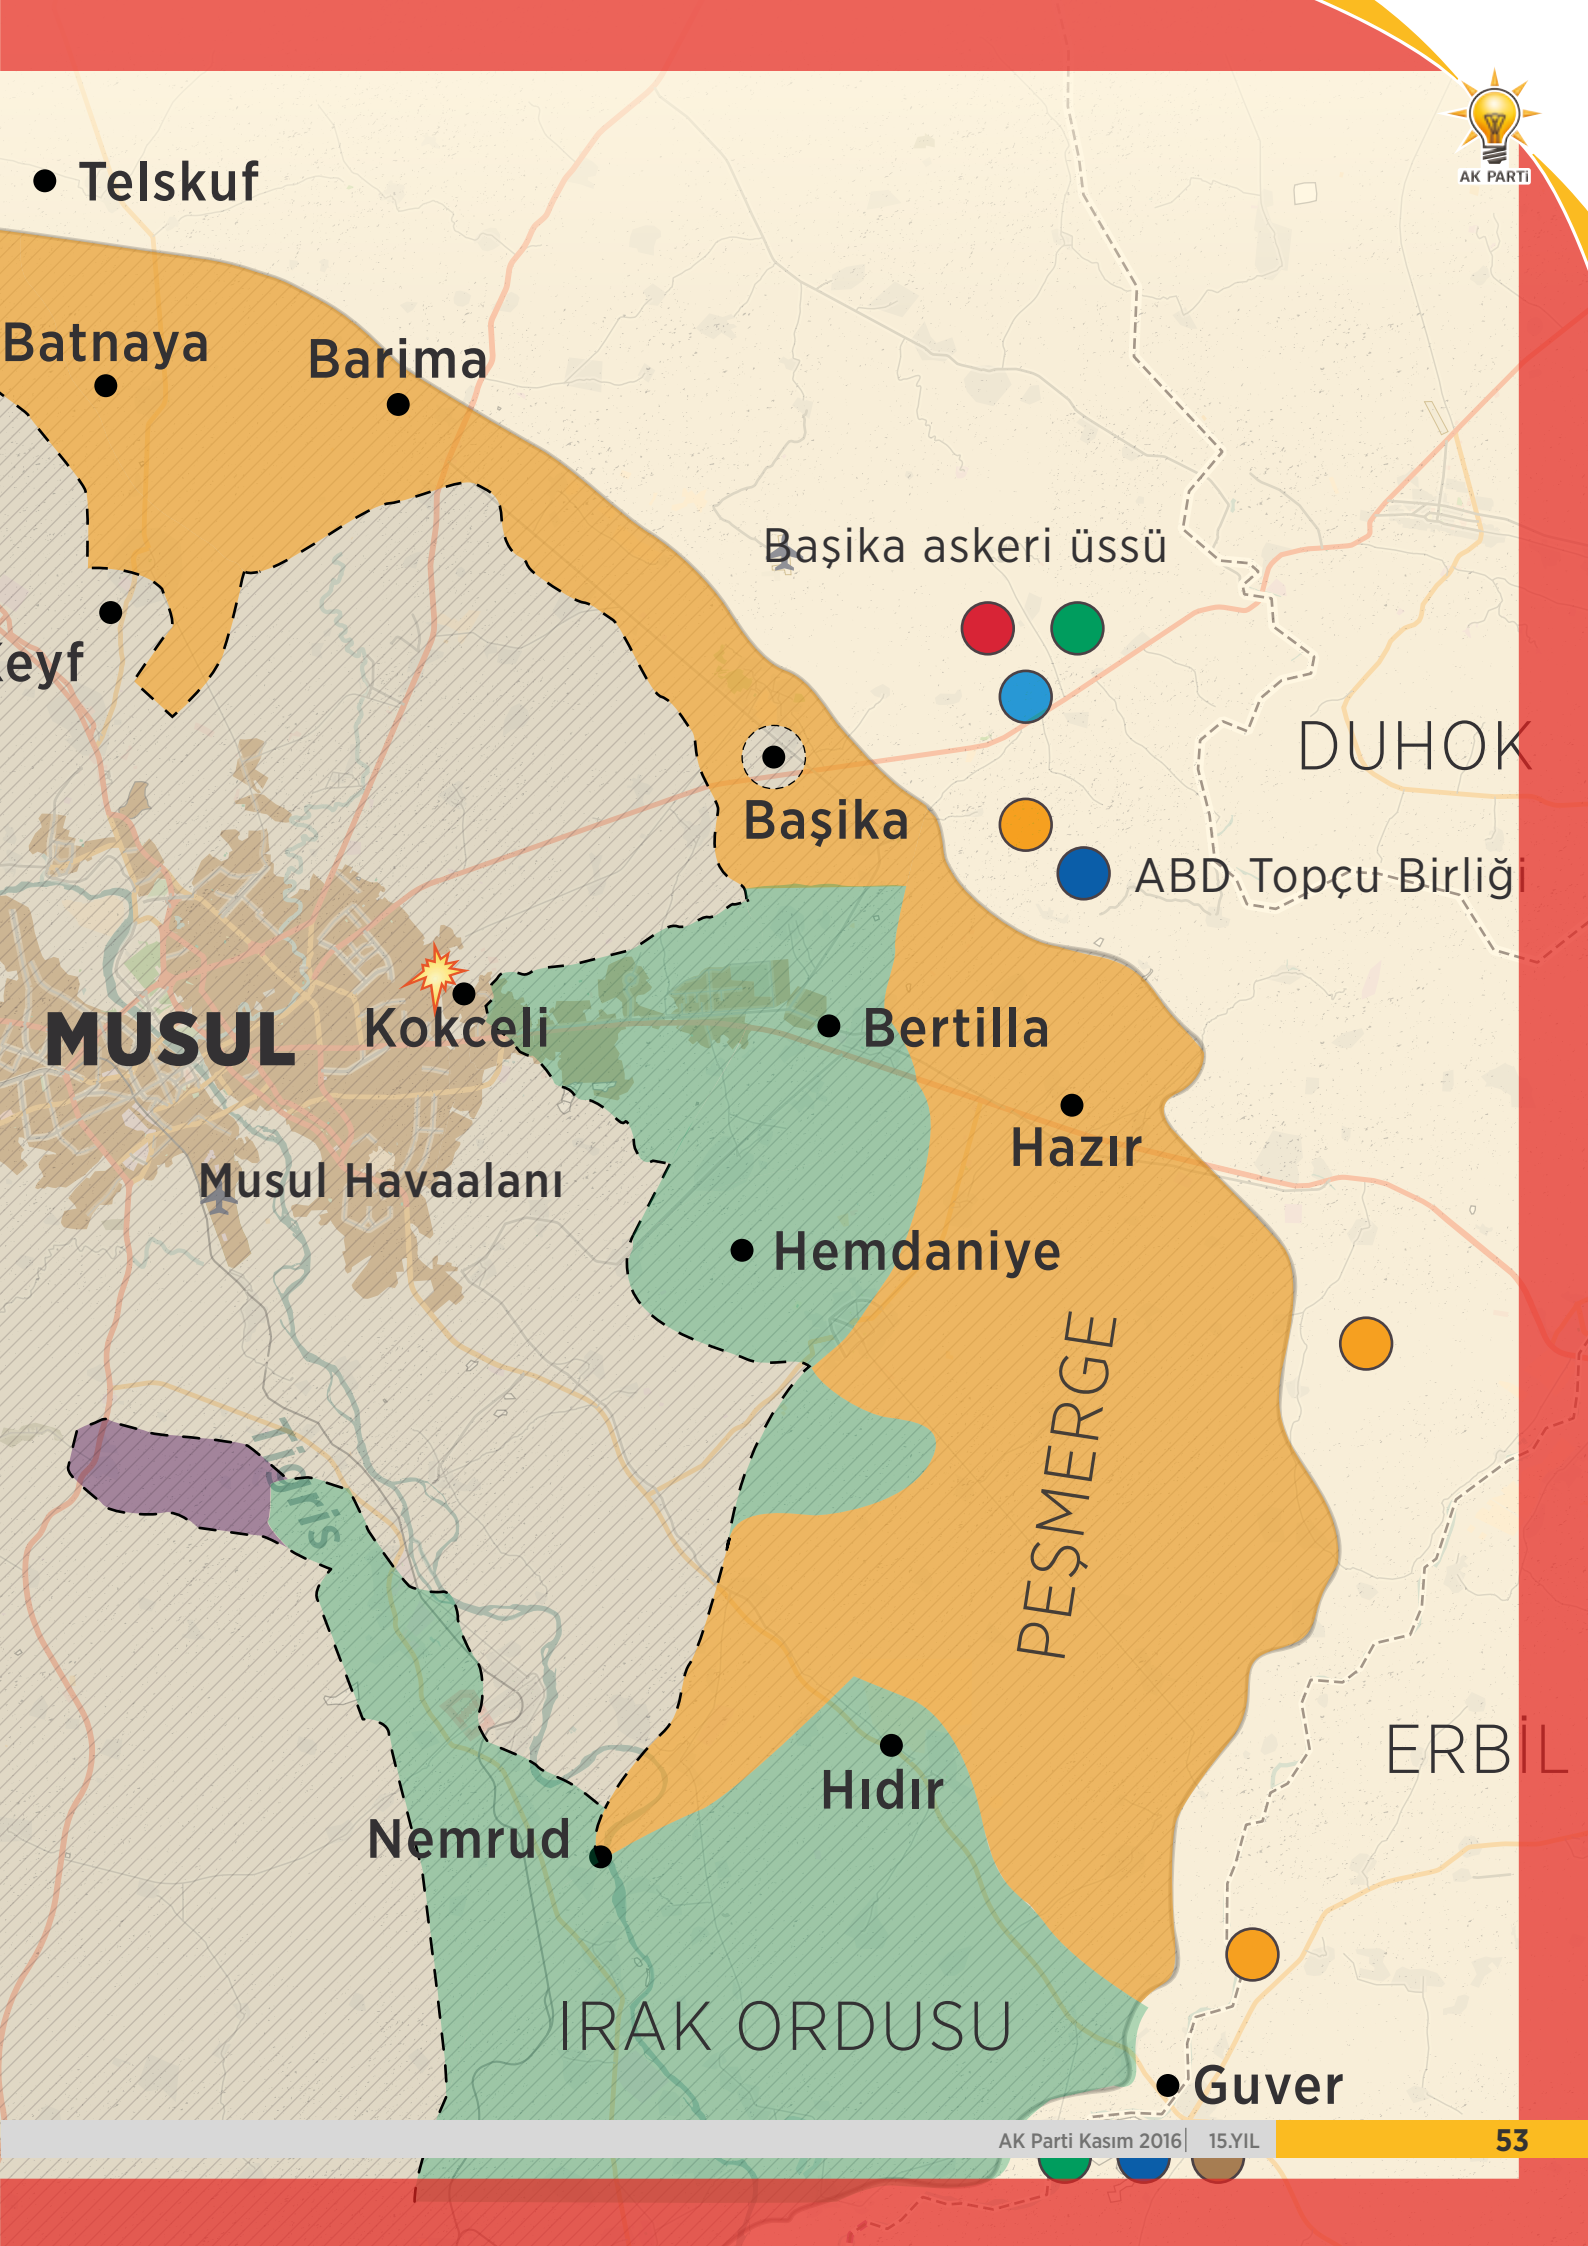 AK PARTi
Telskuf
Batnaya
Barima
Başika askeri üssü
eyf
DUHOK
Başika
ABD Topçu Birliği
MUSUL
Kokceli
Bertilla
Hazır
Musul Havaalanı
Hemdaniye
PEŞMERGE
Tigris
ERBİL
Hıdır
Nemrud
IRAK ORDUSU
Guver
AK Parti Kasım 2016 | 15.YIL
53